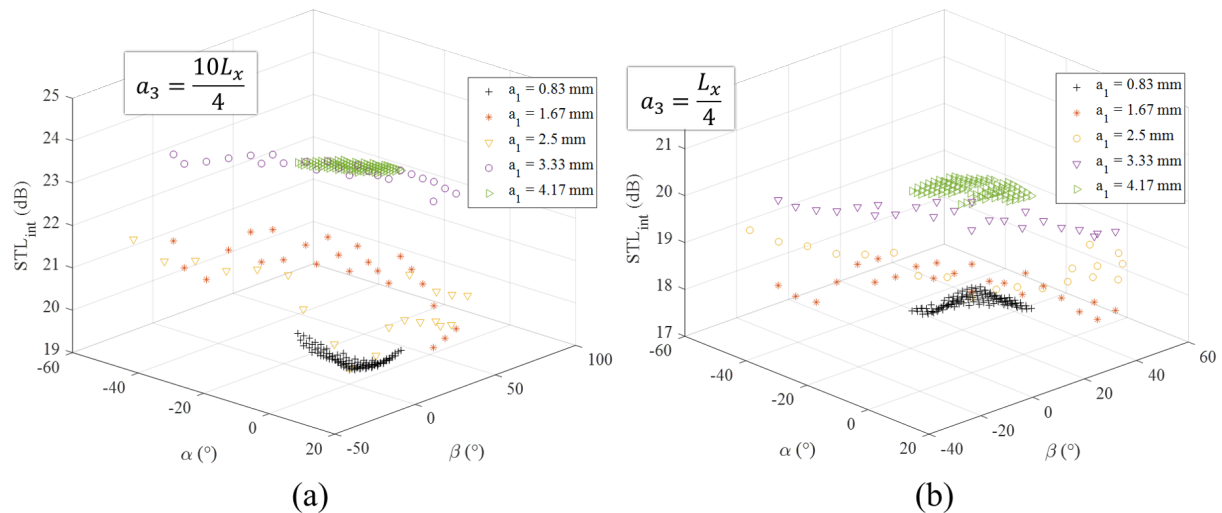 a₃ = 10Lₓ/4
a₁ = 0.83 mm
a₁ = 1.67 mm
a₁ = 2.5 mm
a₁ = 3.33 mm
a₁ = 4.17 mm
25
24
23
22
21
20
19
STL_int (dB)
-60
-40
-20
0
20
α (°)
-50
0
50
100
β (°)
(a)
a₃ = Lₓ/4
a₁ = 0.83 mm
a₁ = 1.67 mm
a₁ = 2.5 mm
a₁ = 3.33 mm
a₁ = 4.17 mm
21
20
19
18
17
STL_int (dB)
-60
-40
-20
0
20
α (°)
-40
-20
0
20
40
60
β (°)
(b)